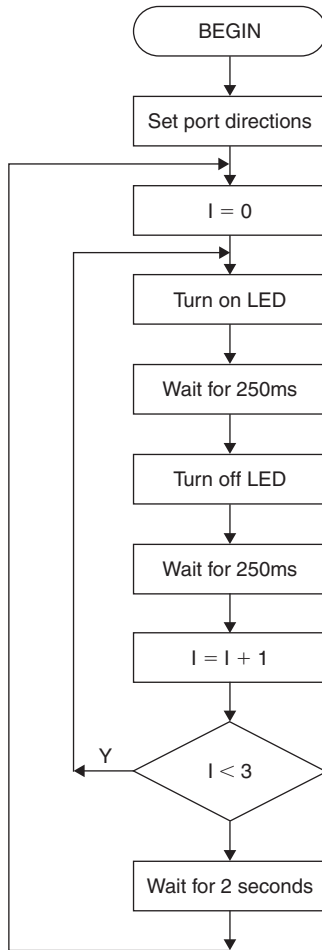 BEGIN
Set port directions
I = 0
Turn on LED
Wait for 250ms
Turn off LED
Wait for 250ms
I = I + 1
Y
I < 3
Wait for 2 seconds